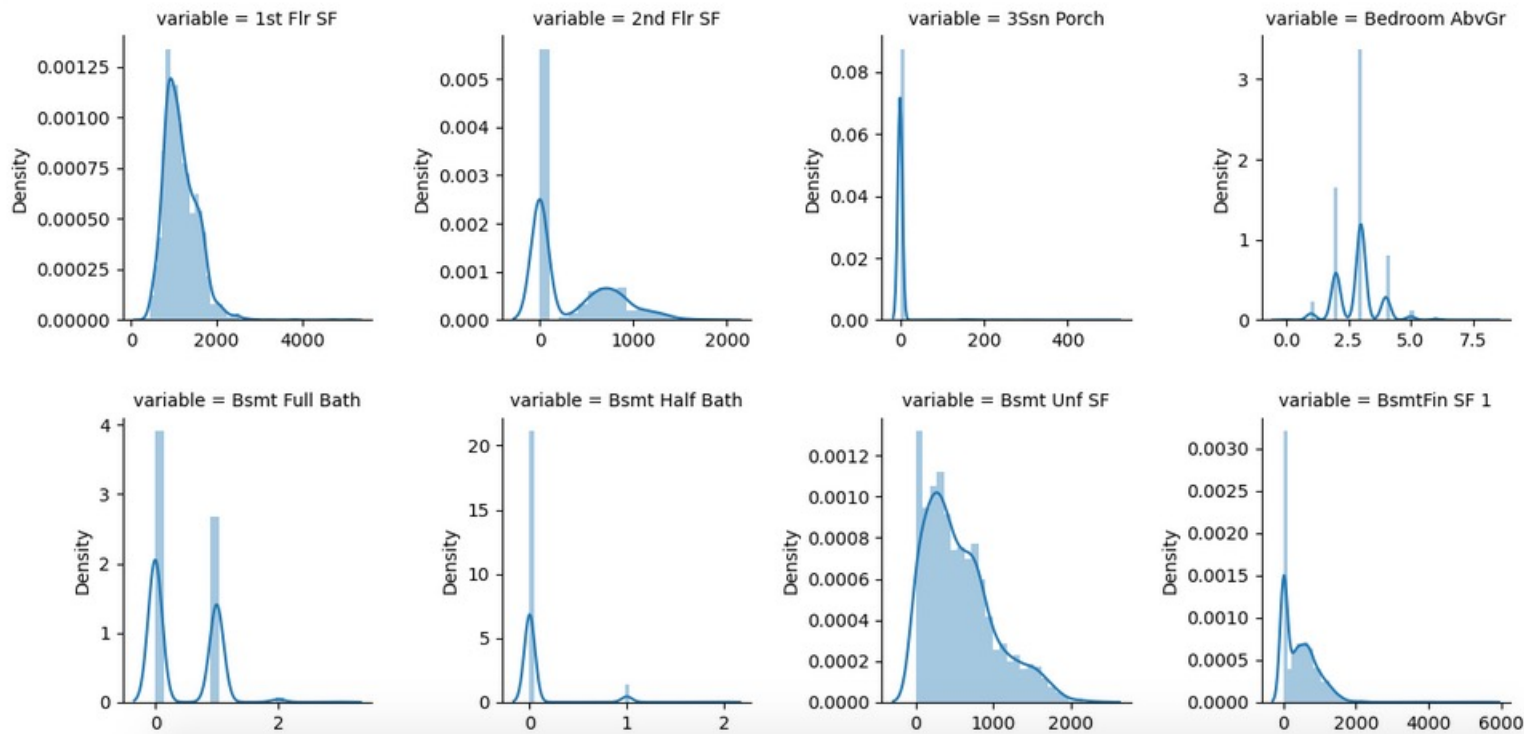 variable = 1st Flr SF
variable = 2nd Flr SF
variable = 3Ssn Porch
variable = Bedroom AbvGr
Density
0.00125
0.00100
0.00075
0.00050
0.00025
0.00000
0 2000 4000
Density
0.005
0.004
0.003
0.002
0.001
0.000
0 1000 2000
Density
0.08
0.06
0.04
0.02
0.00
0 200 400
Density
3
2
1
0
0.0 2.5 5.0 7.5
variable = Bsmt Full Bath
variable = Bsmt Half Bath
variable = Bsmt Unf SF
variable = BsmtFin SF 1
Density
4
3
2
1
0
0 2
Density
20
15
10
5
0
0 1 2
Density
0.0012
0.0010
0.0008
0.0006
0.0004
0.0002
0.0000
0 1000 2000
Density
0.0030
0.0025
0.0020
0.0015
0.0010
0.0005
0.0000
0 2000 4000 6000